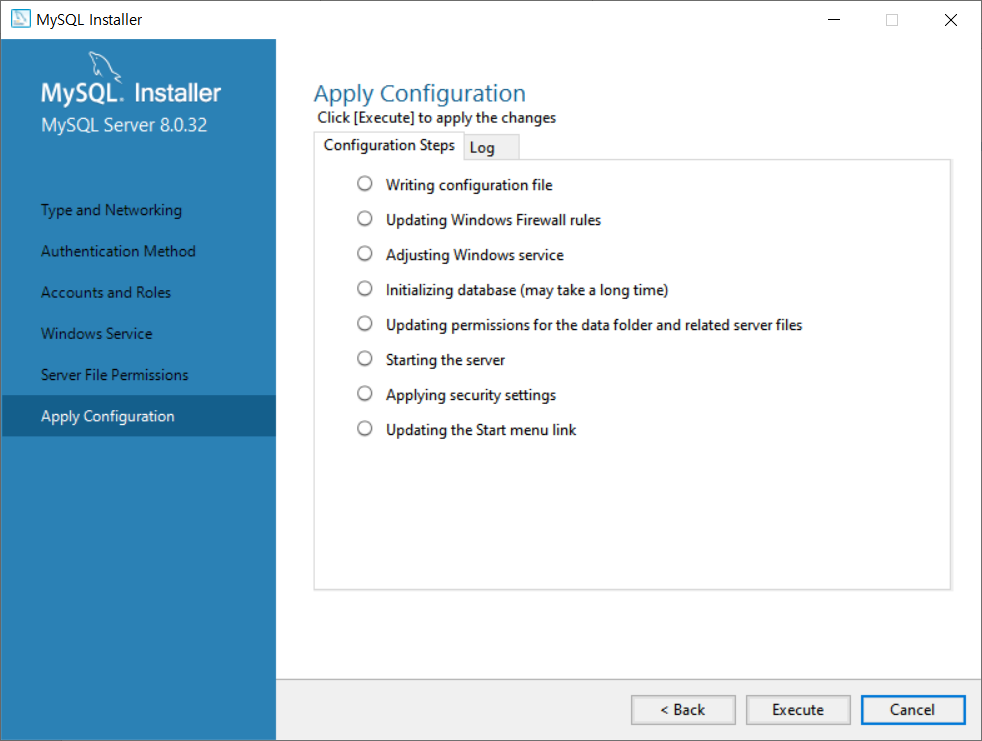 MySQL Installer
MySQL. Installer
MySQL Server 8.0.32
Type and Networking
Authentication Method
Accounts and Roles
Windows Service
Server File Permissions
Apply Configuration
Apply Configuration
Click [Execute] to apply the changes
Configuration Steps Log
Writing configuration file
Updating Windows Firewall rules
Adjusting Windows service
Initializing database (may take a long time)
Updating permissions for the data folder and related server files
Starting the server
Applying security settings
Updating the Start menu link
< Back Execute Cancel